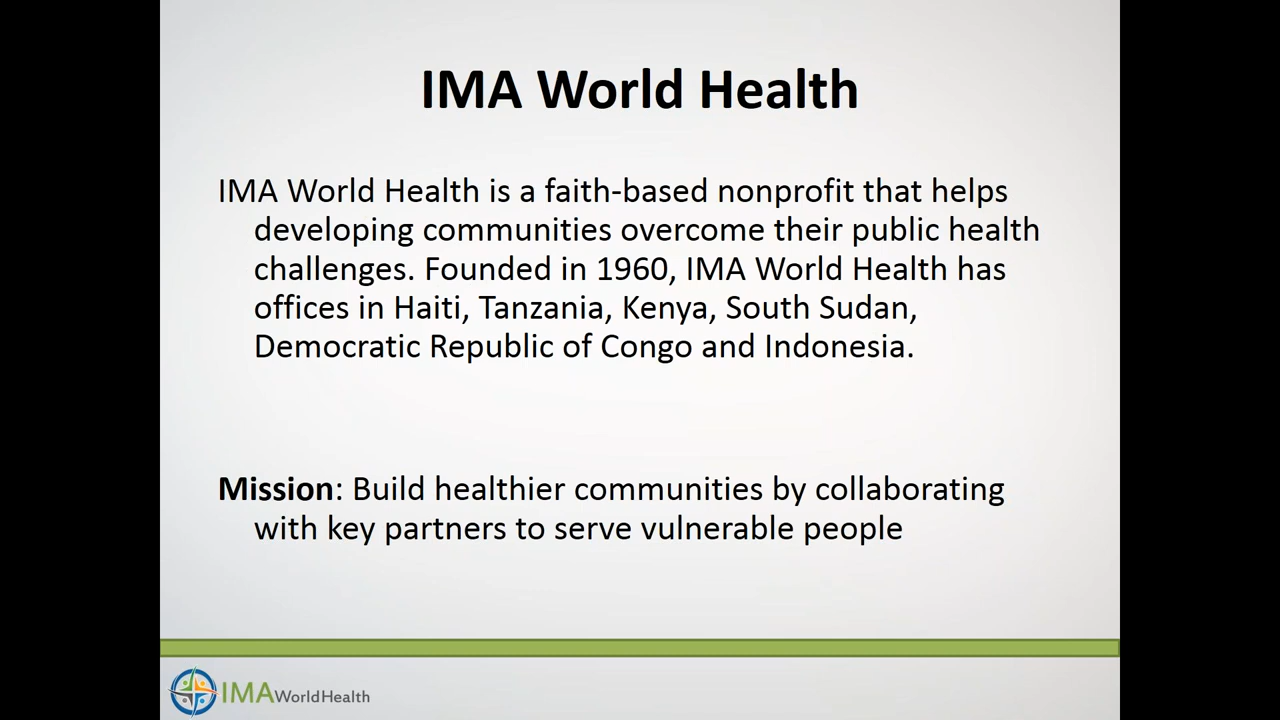 IMA World Health
IMA World Health is a faith-based nonprofit that helps
developing communities overcome their public health
challenges. Founded in 1960, IMA World Health has
offices in Haiti, Tanzania, Kenya, South Sudan,
Democratic Republic of Congo and Indonesia.
Mission: Build healthier communities by collaborating
with key partners to serve vulnerable people
IMAWorldHealth